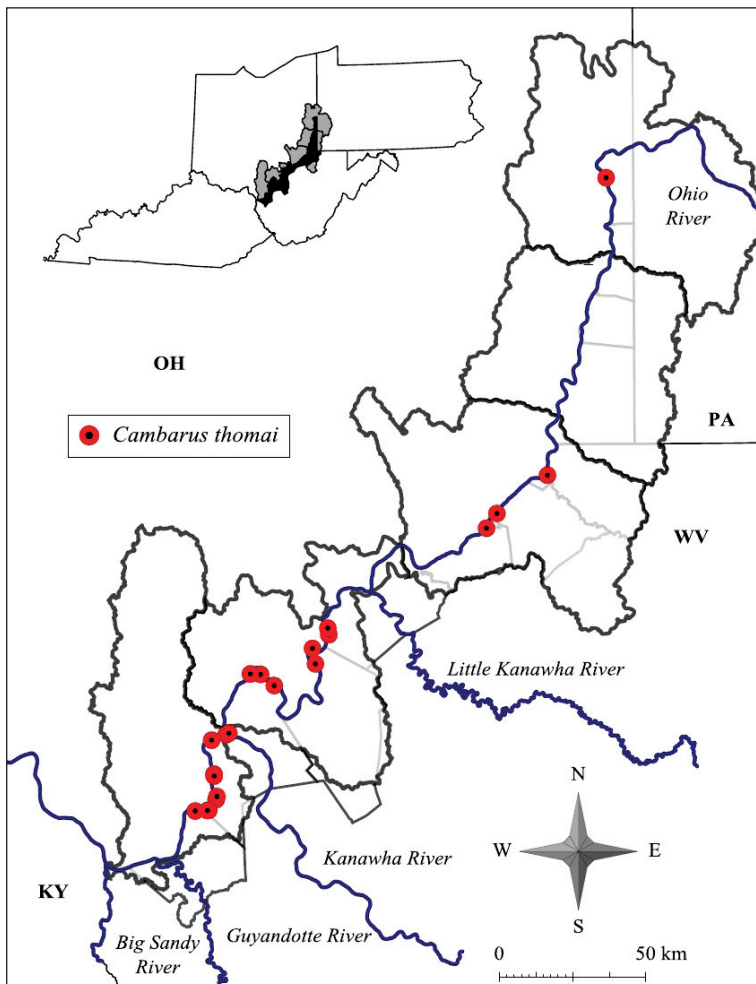 Ohio
River
OH
Cambarus thomai
PA
WV
Little Kanawha River
N
W
E
S
Kanawha River
KY
Guyandotte River
Big Sandy
River
0
50 km